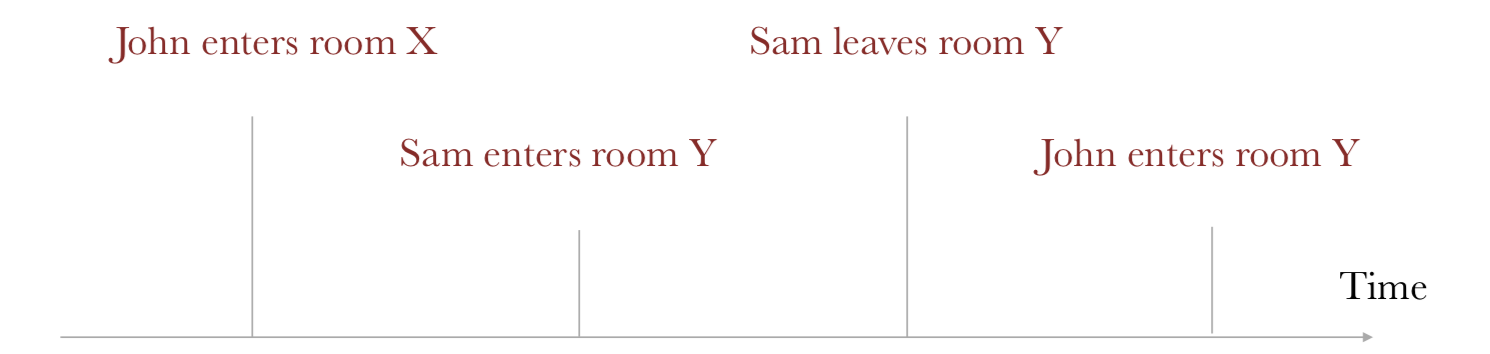 John enters room X
Sam leaves room Y
Sam enters room Y
John enters room Y
Time